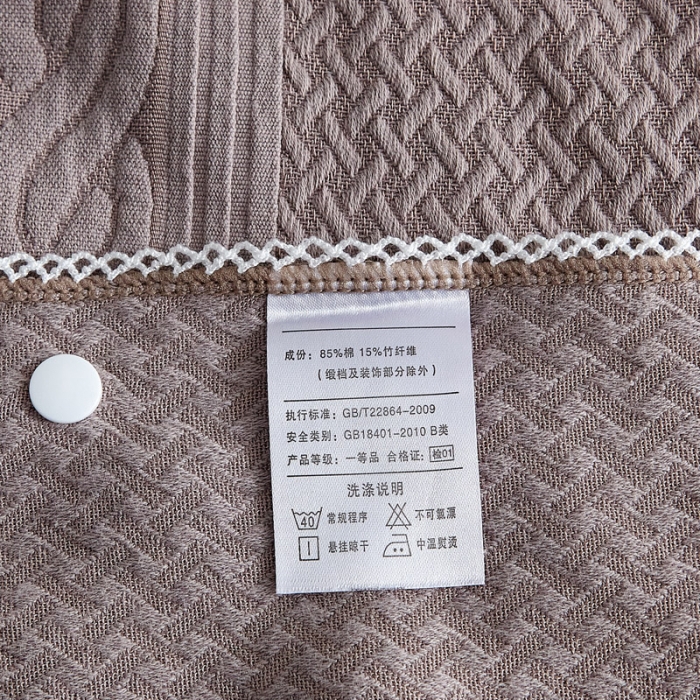 成份：85%棉 15%竹纤维
（缎档及装饰部分除外）
执行标准：GB/T22864-2009
安全类别：GB18401-2010 B类
产品等级：一等品 合格证：检01
洗涤说明
40 常规程序 不可氯漂
悬挂晾干 中温熨烫